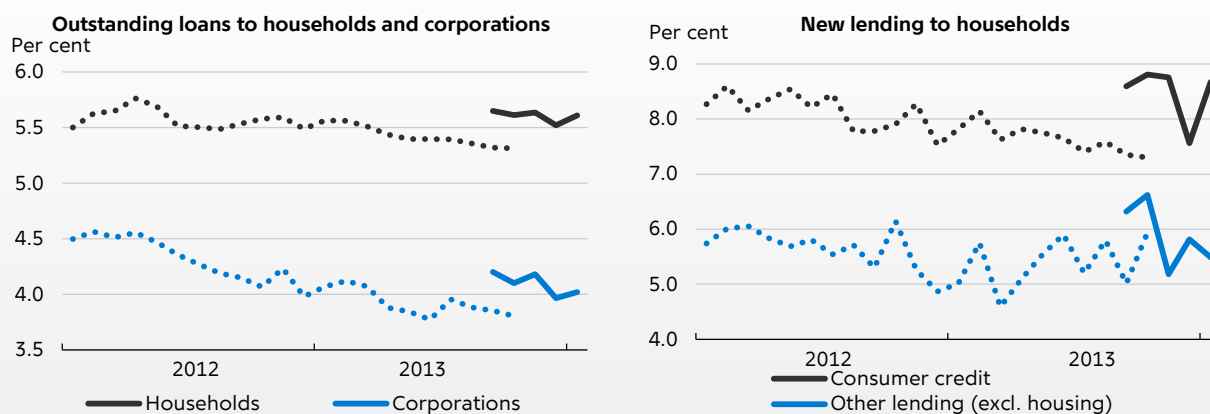 Outstanding loans to households and corporations
Per cent
6.0
5.5
5.0
4.5
4.0
3.5
2012
2013
Households
Corporations
New lending to households
Per cent
9.0
8.0
7.0
6.0
5.0
4.0
2012
2013
Consumer credit
Other lending (excl. housing)